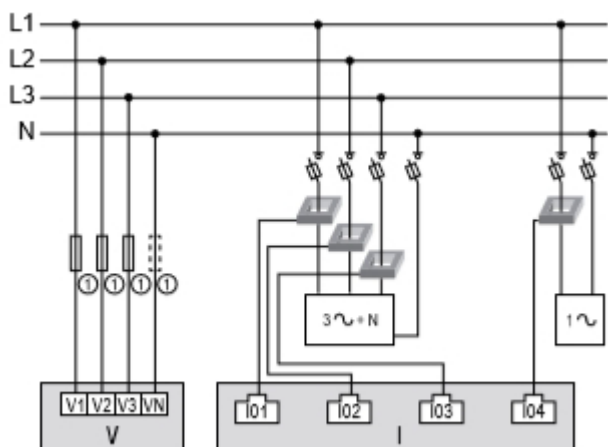 L1
L2
L3
N
① ① ① ①
3∿+N
1∿
V1 V2 V3 VN
I01 I02 I03 I04
V
I